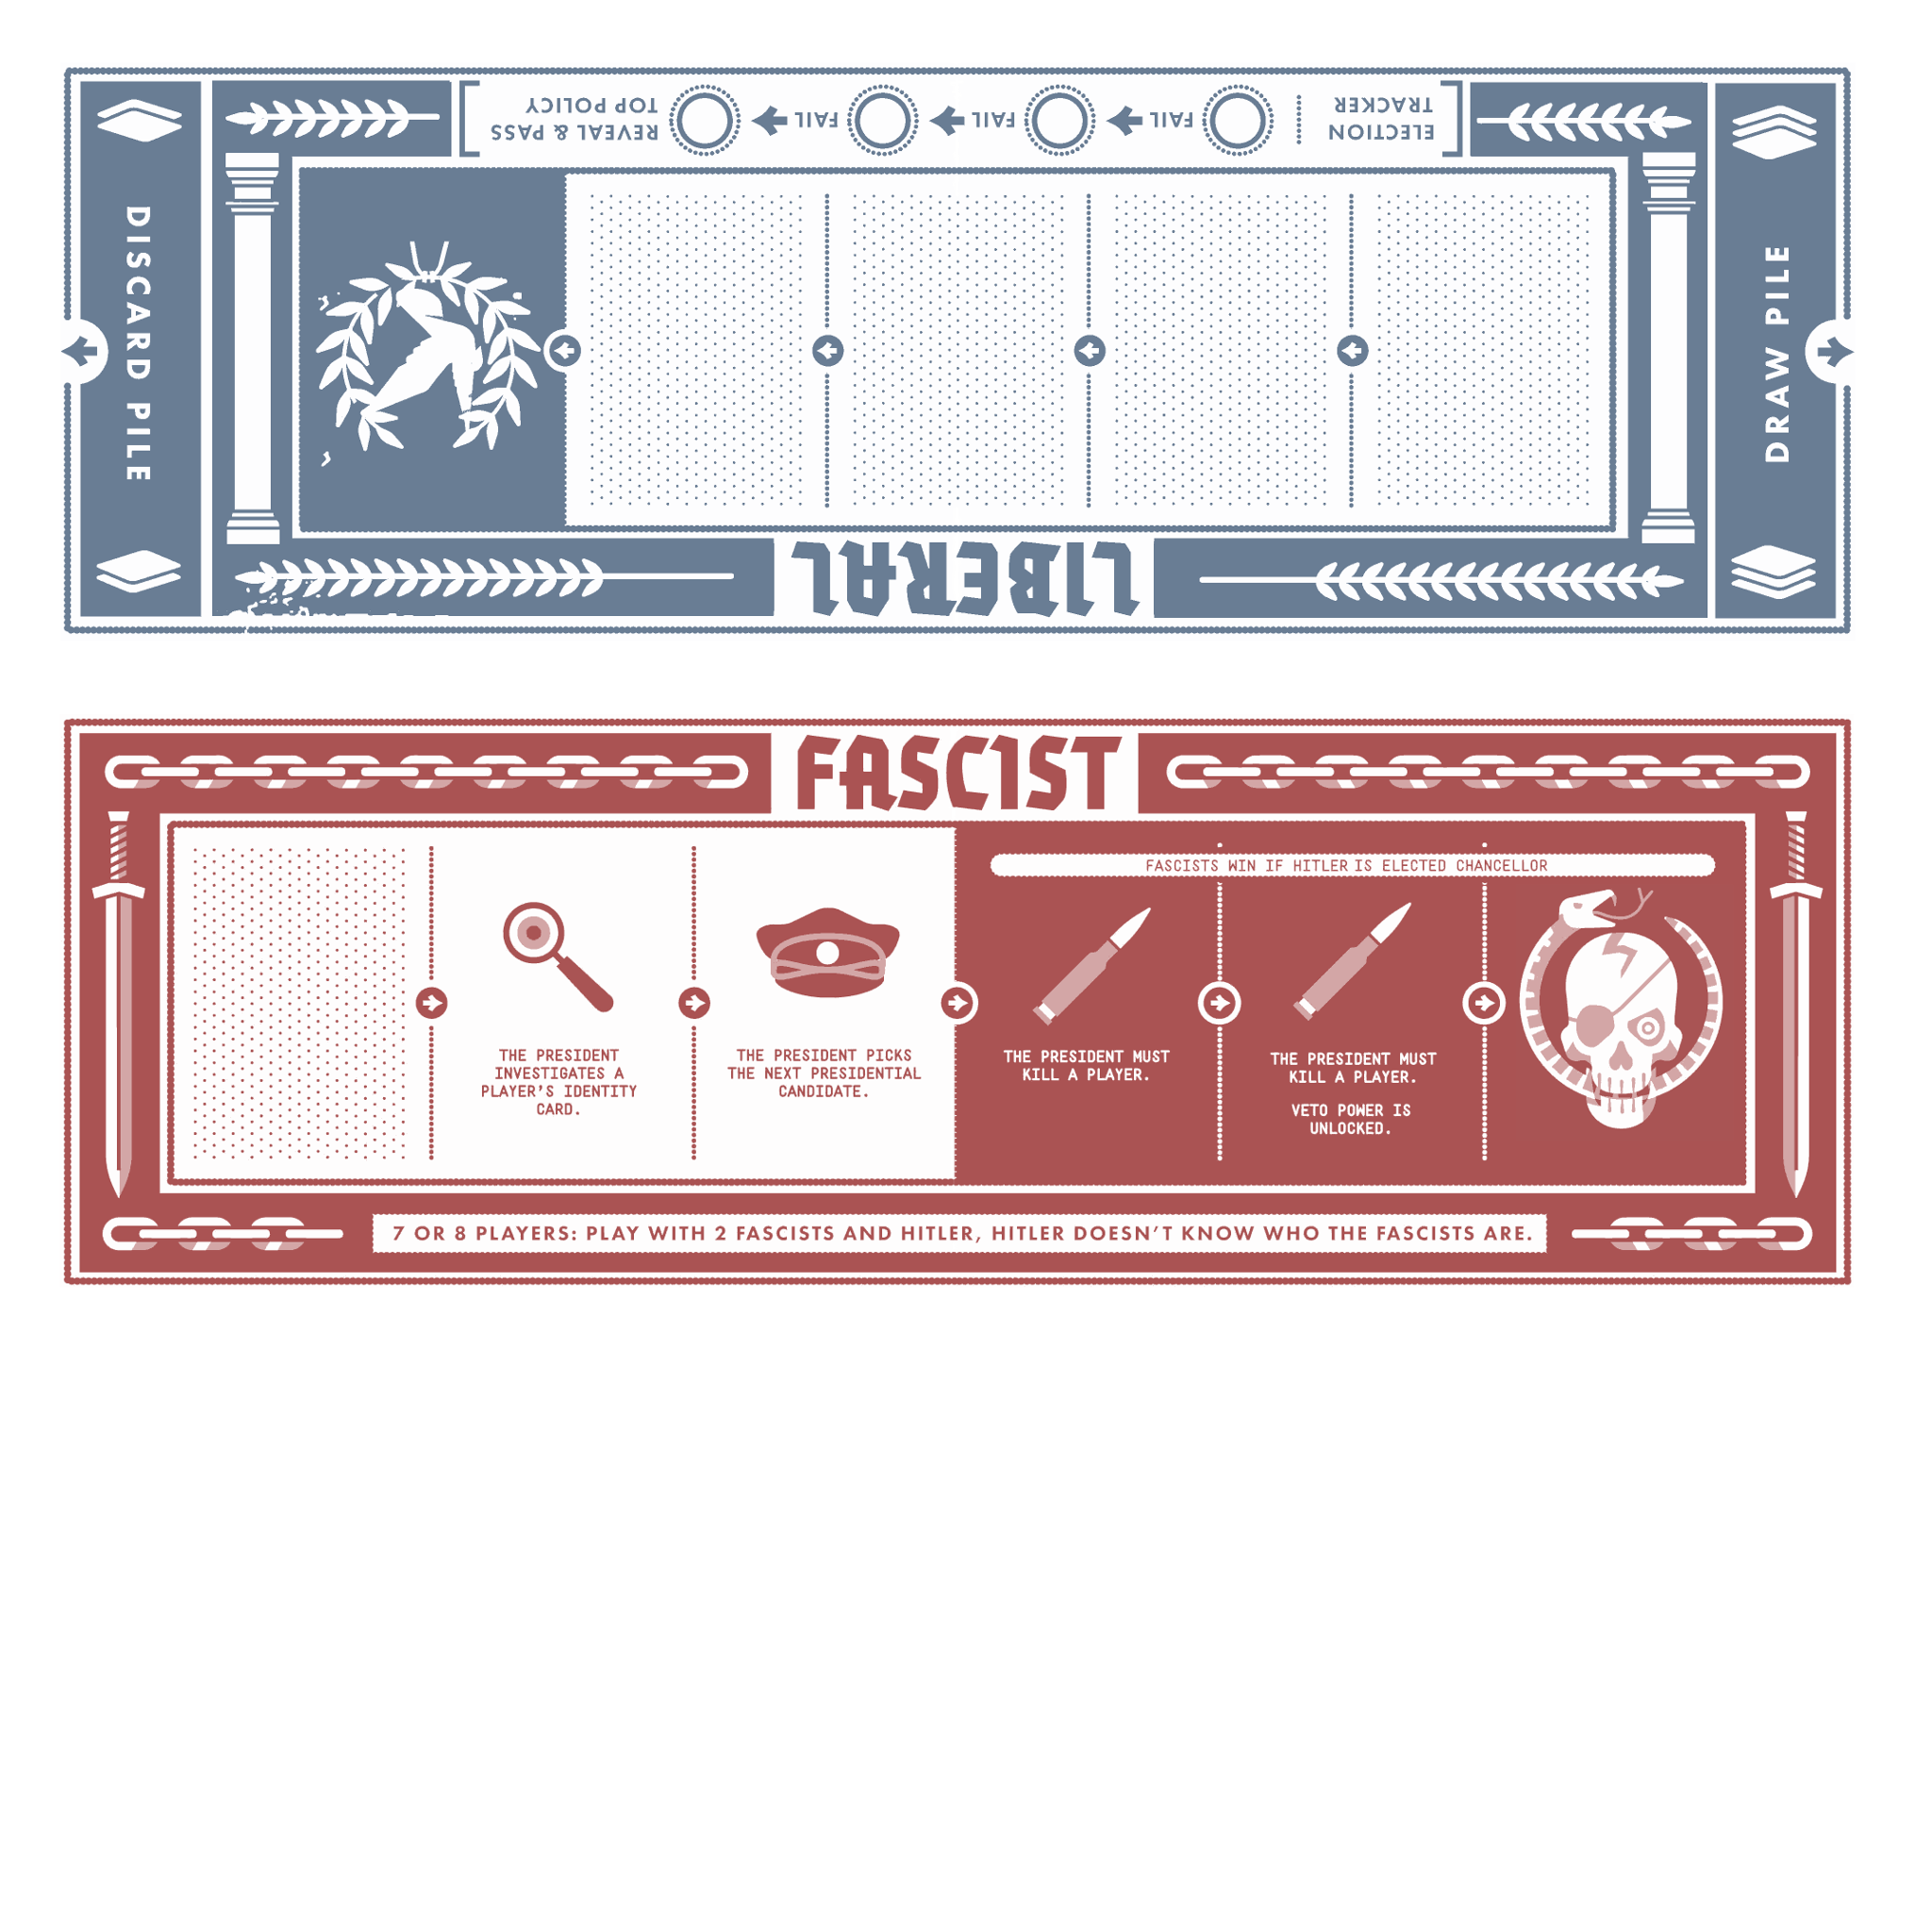 ELECTION
TRACKER
FAIL
FAIL
FAIL
REVEAL & PASS
TOP POLICY
DISCARD PILE
DRAW PILE
LIBERAL
FASCIST
FASCISTS WIN IF HITLER IS ELECTED CHANCELLOR
THE PRESIDENT
INVESTIGATES A
PLAYER'S IDENTITY
CARD.
THE PRESIDENT PICKS
THE NEXT PRESIDENTIAL
CANDIDATE.
THE PRESIDENT MUST
KILL A PLAYER.
THE PRESIDENT MUST
KILL A PLAYER.
VETO POWER IS
UNLOCKED.
7 OR 8 PLAYERS: PLAY WITH 2 FASCISTS AND HITLER, HITLER DOESN'T KNOW WHO THE FASCISTS ARE.